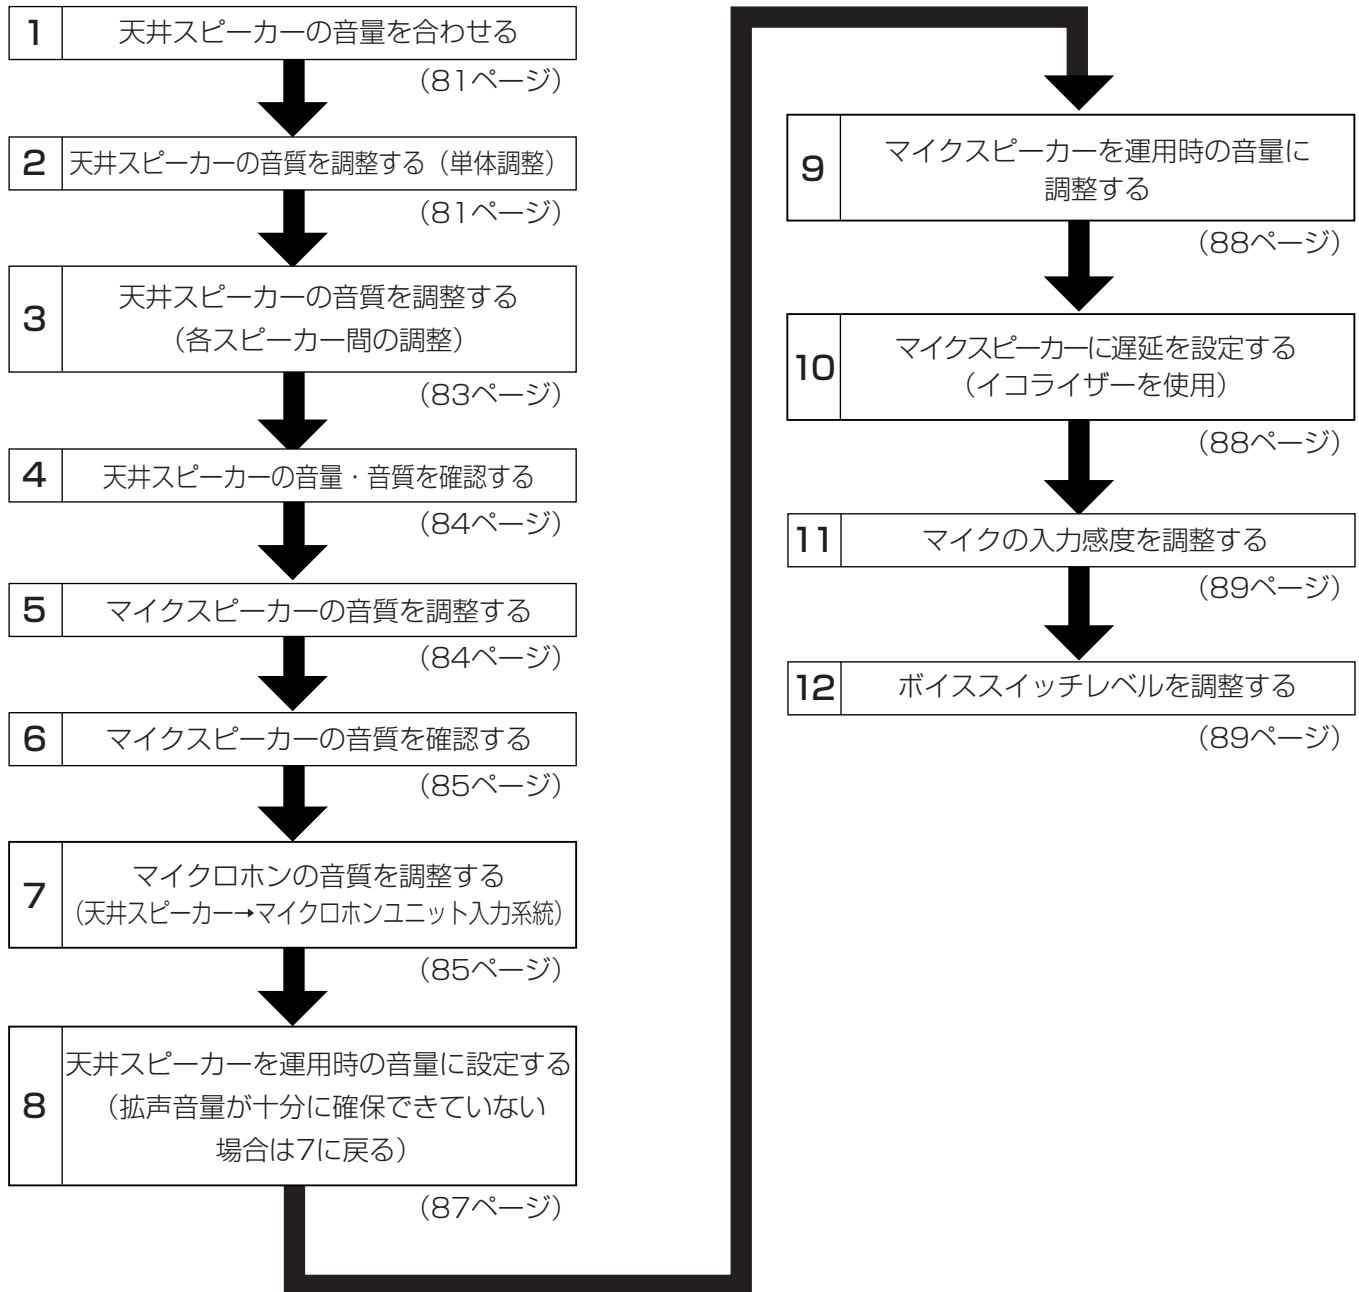 1 天井スピーカーの音量を合わせる
（81ページ）
2 天井スピーカーの音質を調整する（単体調整）
（81ページ）
3 天井スピーカーの音質を調整する
（各スピーカー間の調整）
（83ページ）
4 天井スピーカーの音量・音質を確認する
（84ページ）
5 マイクスピーカーの音質を調整する
（84ページ）
6 マイクスピーカーの音質を確認する
（85ページ）
7 マイクロホンの音質を調整する
（天井スピーカー→マイクロホンユニット入力系統）
（85ページ）
8 天井スピーカーを運用時の音量に設定する
（拡声音量が十分に確保できていない
場合は7に戻る）
（87ページ）
9 マイクスピーカーを運用時の音量に
調整する
（88ページ）
10 マイクスピーカーに遅延を設定する
（イコライザーを使用）
（88ページ）
11 マイクの入力感度を調整する
（89ページ）
12 ボイススイッチレベルを調整する
（89ページ）